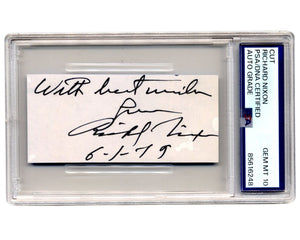 With best wishes
from
Richard Nixon
6-1-79
CUT
RICHARD NIXON
PSA/DNA CERTIFIED
AUTO GRADE
GEM MT 10
85616248